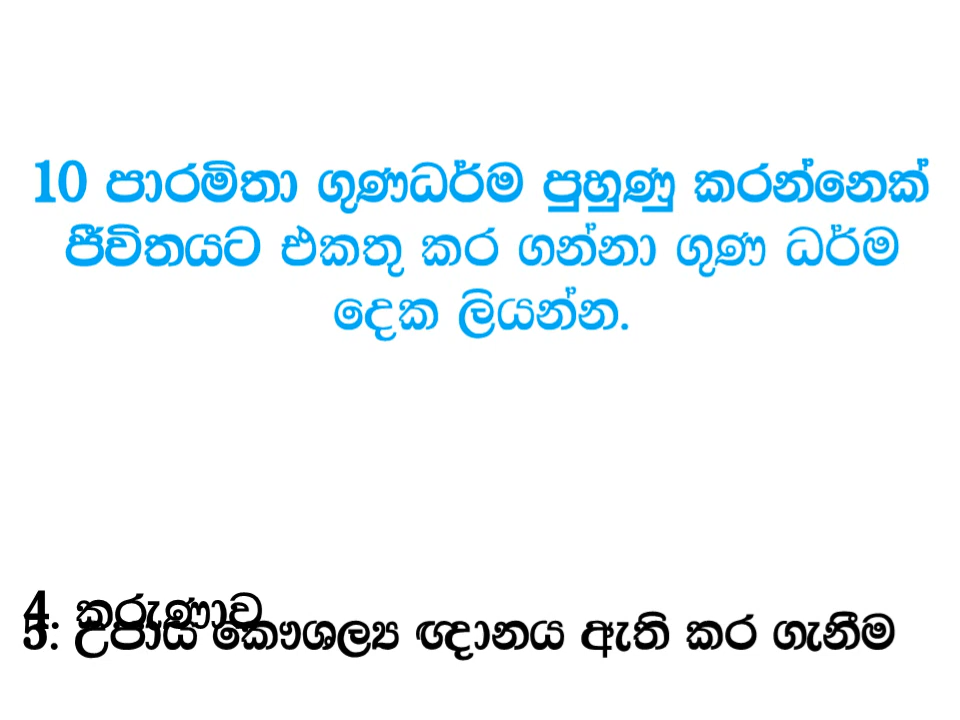 10 පාරමිතා ගුණධර්ම පුහුණු කරන්නෙක්
ජීවිතයට එකතු කර ගන්නා ගුණ ධර්ම
දෙක ලියන්න.
4. කරුණාව
5. උපාය කෞශල්‍ය ඥානය ඇති කර ගැනීම